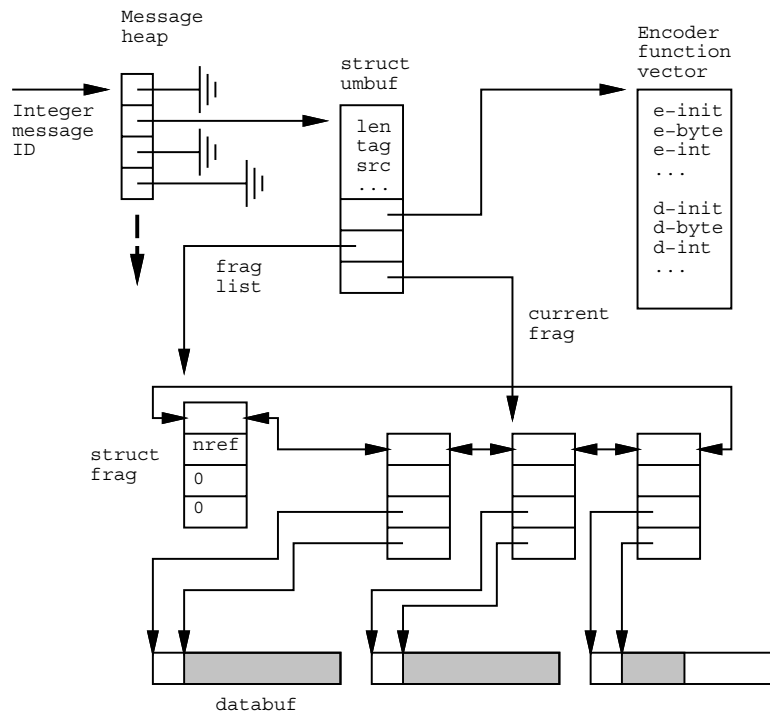 Message
heap
Integer
message
ID
struct
umbuf
len
tag
src
...
Encoder
function
vector
e-init
e-byte
e-int
...
d-init
d-byte
d-int
...
frag
list
current
frag
struct
frag
nref
0
0
databuf